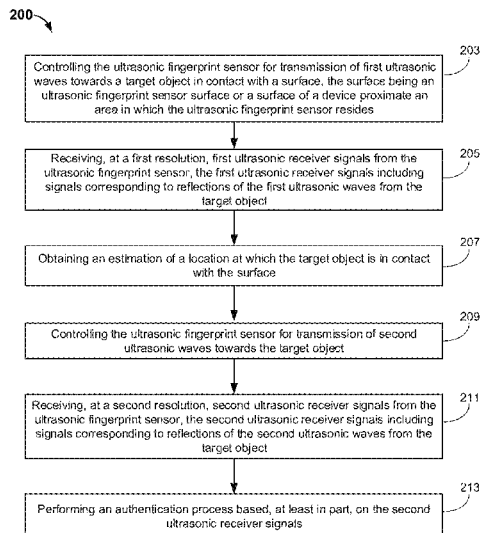 200
203
Controlling the ultrasonic fingerprint sensor for transmission of first ultrasonic
waves towards a target object in contact with a surface, the surface being an
ultrasonic fingerprint sensor surface or a surface of a device proximate an
area in which the ultrasonic fingerprint sensor resides
205
Receiving, at a first resolution, first ultrasonic receiver signals from the
ultrasonic fingerprint sensor, the first ultrasonic receiver signals including
signals corresponding to reflections of the first ultrasonic waves from the
target object
207
Obtaining an estimation of a location at which the target object is in contact
with the surface
209
Controlling the ultrasonic fingerprint sensor for transmission of second
ultrasonic waves towards the target object
211
Receiving, at a second resolution, second ultrasonic receiver signals from the
ultrasonic fingerprint sensor, the second ultrasonic receiver signals including
signals corresponding to reflections of the second ultrasonic waves from the
target object
213
Performing an authentication process based, at least in part, on the second
ultrasonic receiver signals